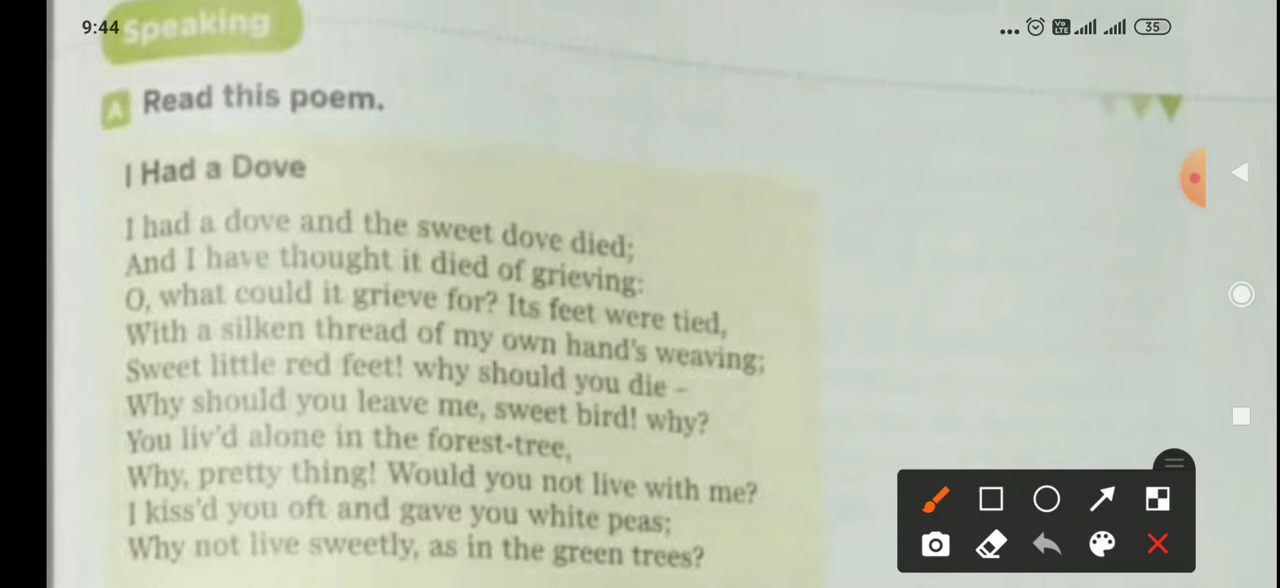 9:44
35
Speaking
A Read this poem.
I Had a Dove
I had a dove and the sweet dove died;
And I have thought it died of grieving:
O, what could it grieve for? Its feet were tied,
With a silken thread of my own hand's weaving;
Sweet little red feet! why should you die –
Why should you leave me, sweet bird! why?
You liv'd alone in the forest-tree,
Why, pretty thing! Would you not live with me?
I kiss'd you oft and gave you white peas;
Why not live sweetly, as in the green trees?